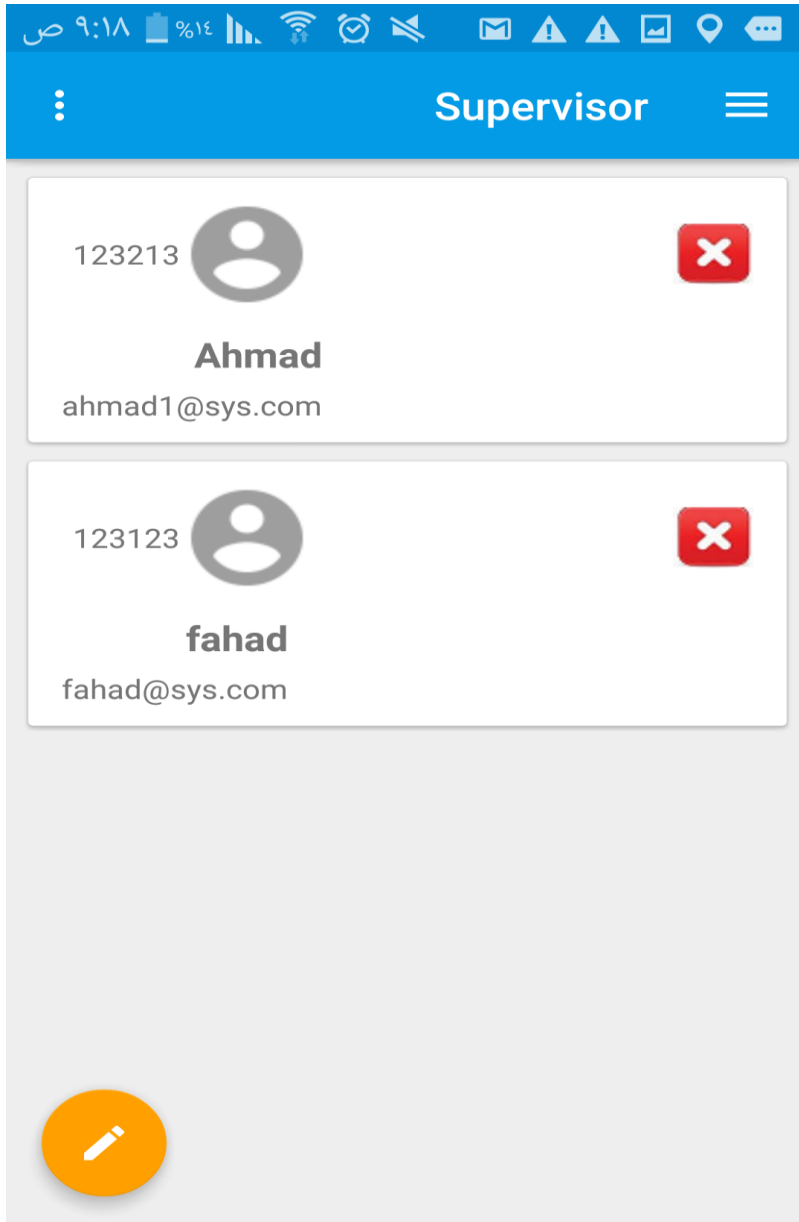 ٩:١٨ ص %١٤
Supervisor
123213
Ahmad
ahmad1@sys.com
123123
fahad
fahad@sys.com